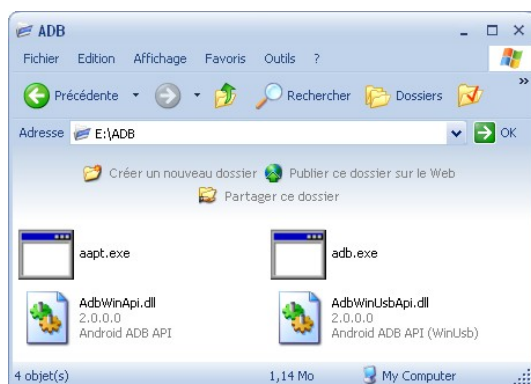 ADB
Fichier Edition Affichage Favoris Outils ?
Précédente Rechercher Dossiers »
Adresse E:\ADB OK
Créer un nouveau dossier Publier ce dossier sur le Web
Partager ce dossier
aapt.exe adb.exe
AdbWinApi.dll AdbWinUsbApi.dll
2.0.0.0 2.0.0.0
Android ADB API Android ADB API (WinUsb)
4 objet(s) 1,14 Mo My Computer